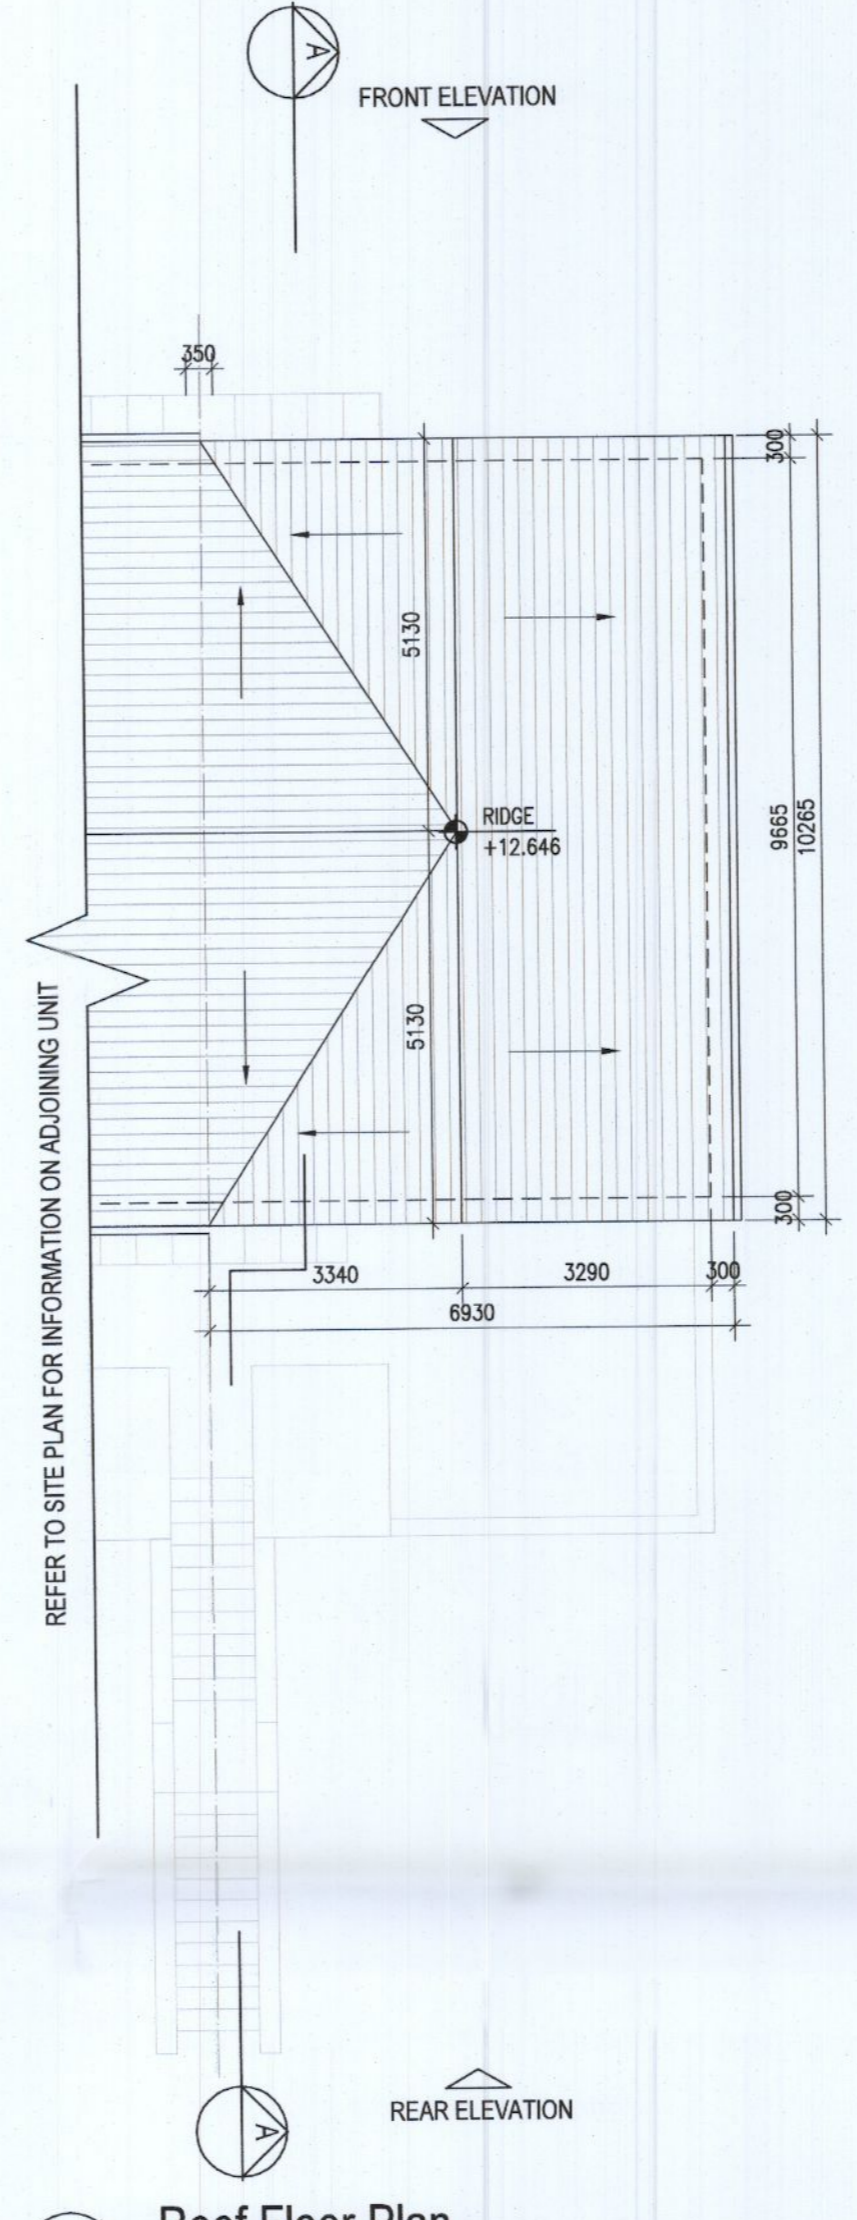 A
FRONT ELEVATION
350
300
5130
RIDGE
+12.646
9665
10265
5130
REFER TO SITE PLAN FOR INFORMATION ON ADJOINING UNIT
300
3340
3290
300
6930
A
REAR ELEVATION
Roof Floor Plan